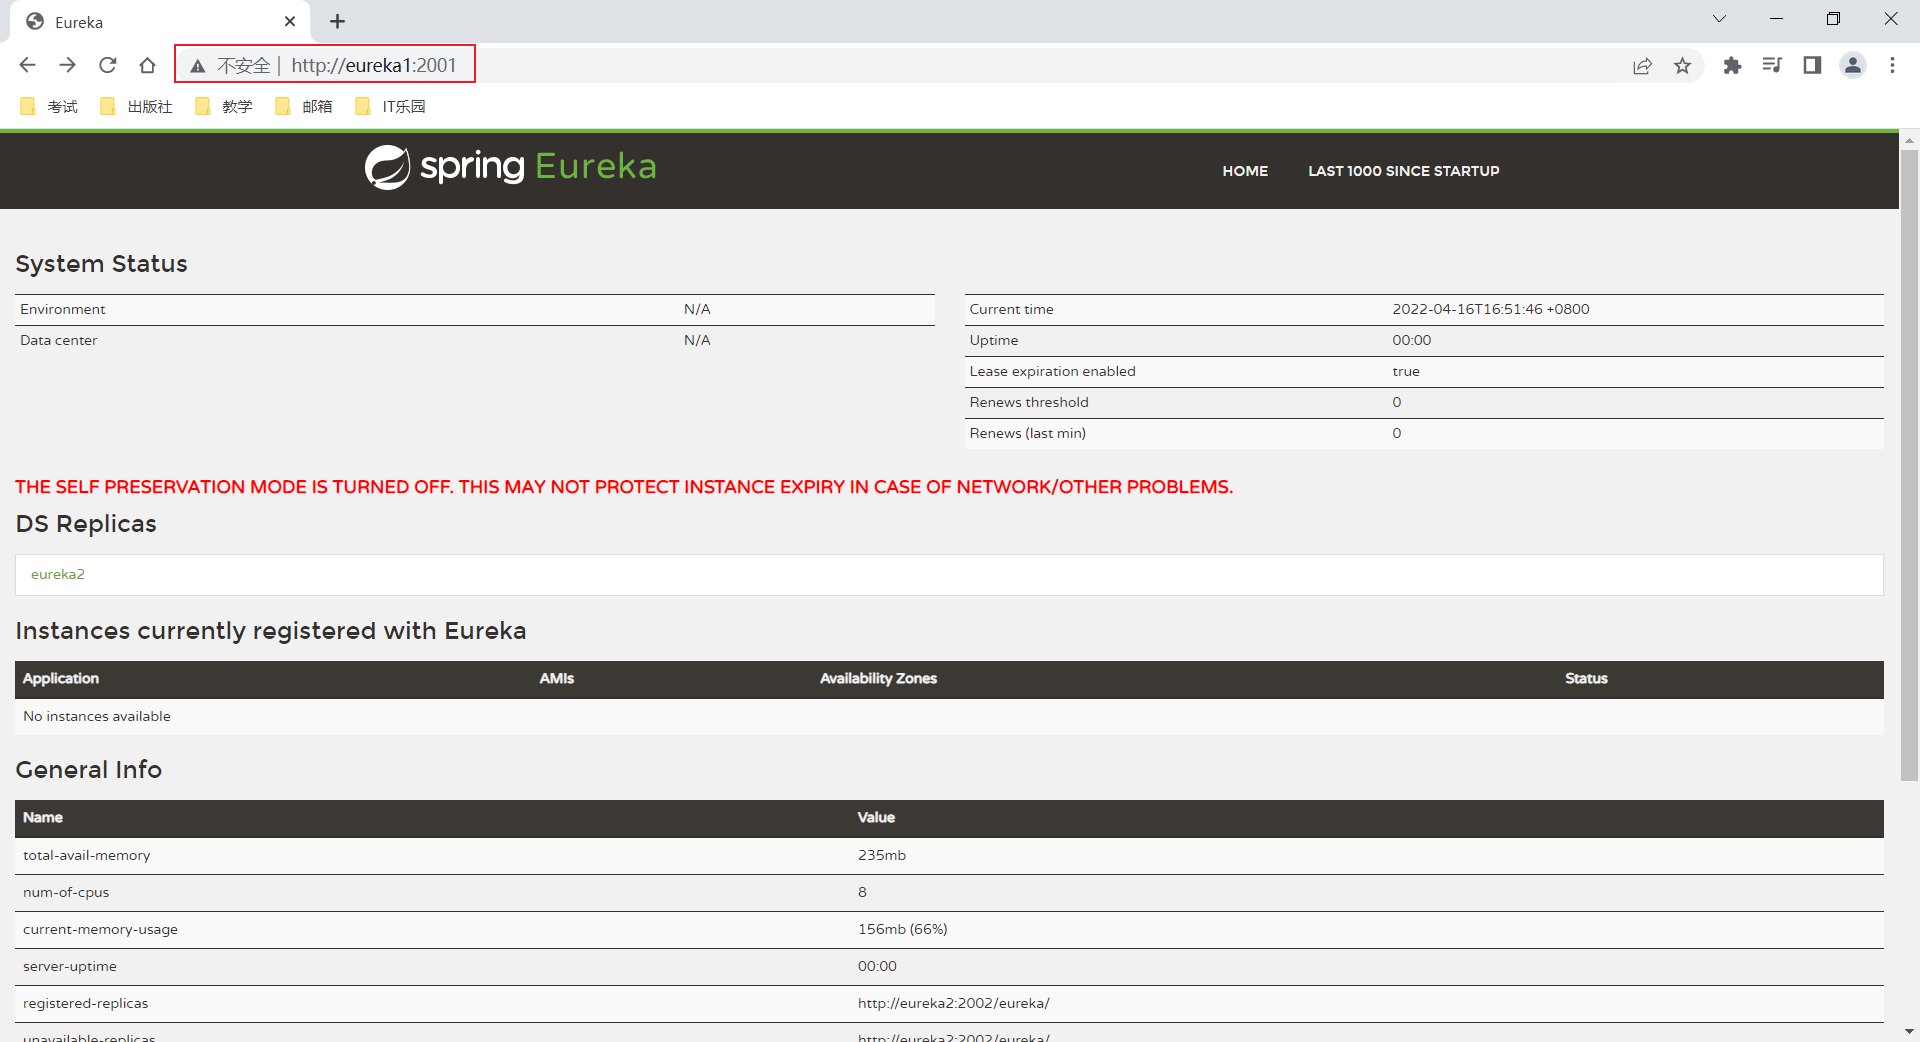 Eureka
不安全 | http://eureka1:2001
考试 出版社 教学 邮箱 IT乐园
spring Eureka HOME LAST 1000 SINCE STARTUP
System Status
Environment N/A
Data center N/A
Current time 2022-04-16T16:51:46 +0800
Uptime 00:00
Lease expiration enabled true
Renews threshold 0
Renews (last min) 0
THE SELF PRESERVATION MODE IS TURNED OFF. THIS MAY NOT PROTECT INSTANCE EXPIRY IN CASE OF NETWORK/OTHER PROBLEMS.
DS Replicas
eureka2
Instances currently registered with Eureka
Application AMIs Availability Zones Status
No instances available
General Info
Name Value
total-avail-memory 235mb
num-of-cpus 8
current-memory-usage 156mb (66%)
server-uptime 00:00
registered-replicas http://eureka2:2002/eureka/
unavailable-replicas http://eureka2:2002/eureka/